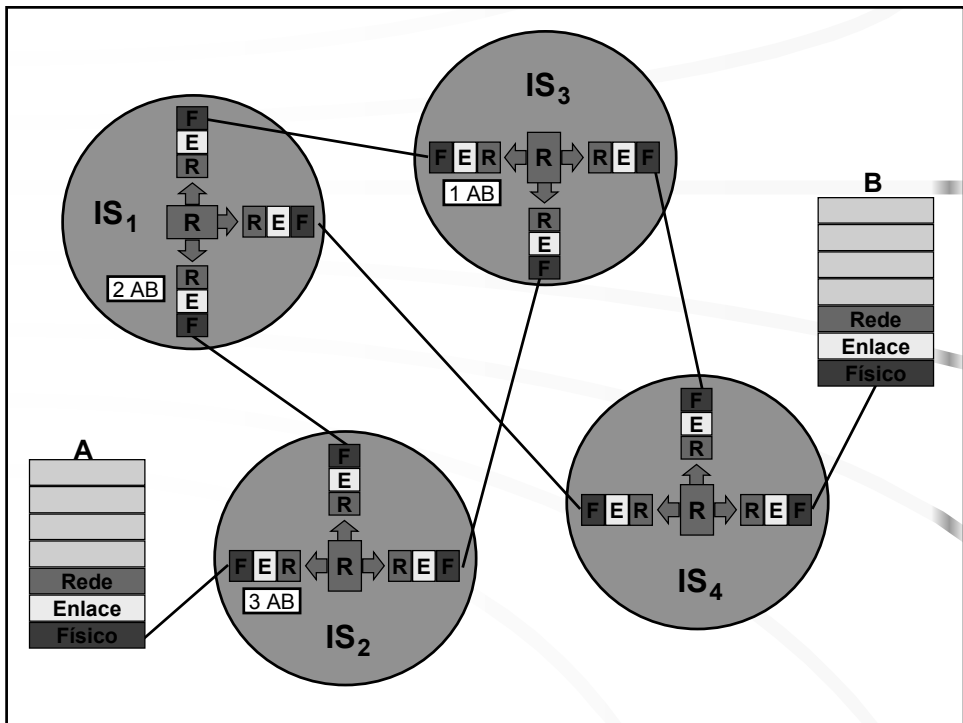 IS3
F
E
R
R
F E R
R
R E F
1 AB
R
E
F
IS1
R
R E F
2 AB
R
E
F
B
Rede
Enlace
Físico
A
Rede
Enlace
Físico
F
E
R
F E R
R
R E F
3 AB
IS2
F
E
R
F E R
R
R E F
IS4